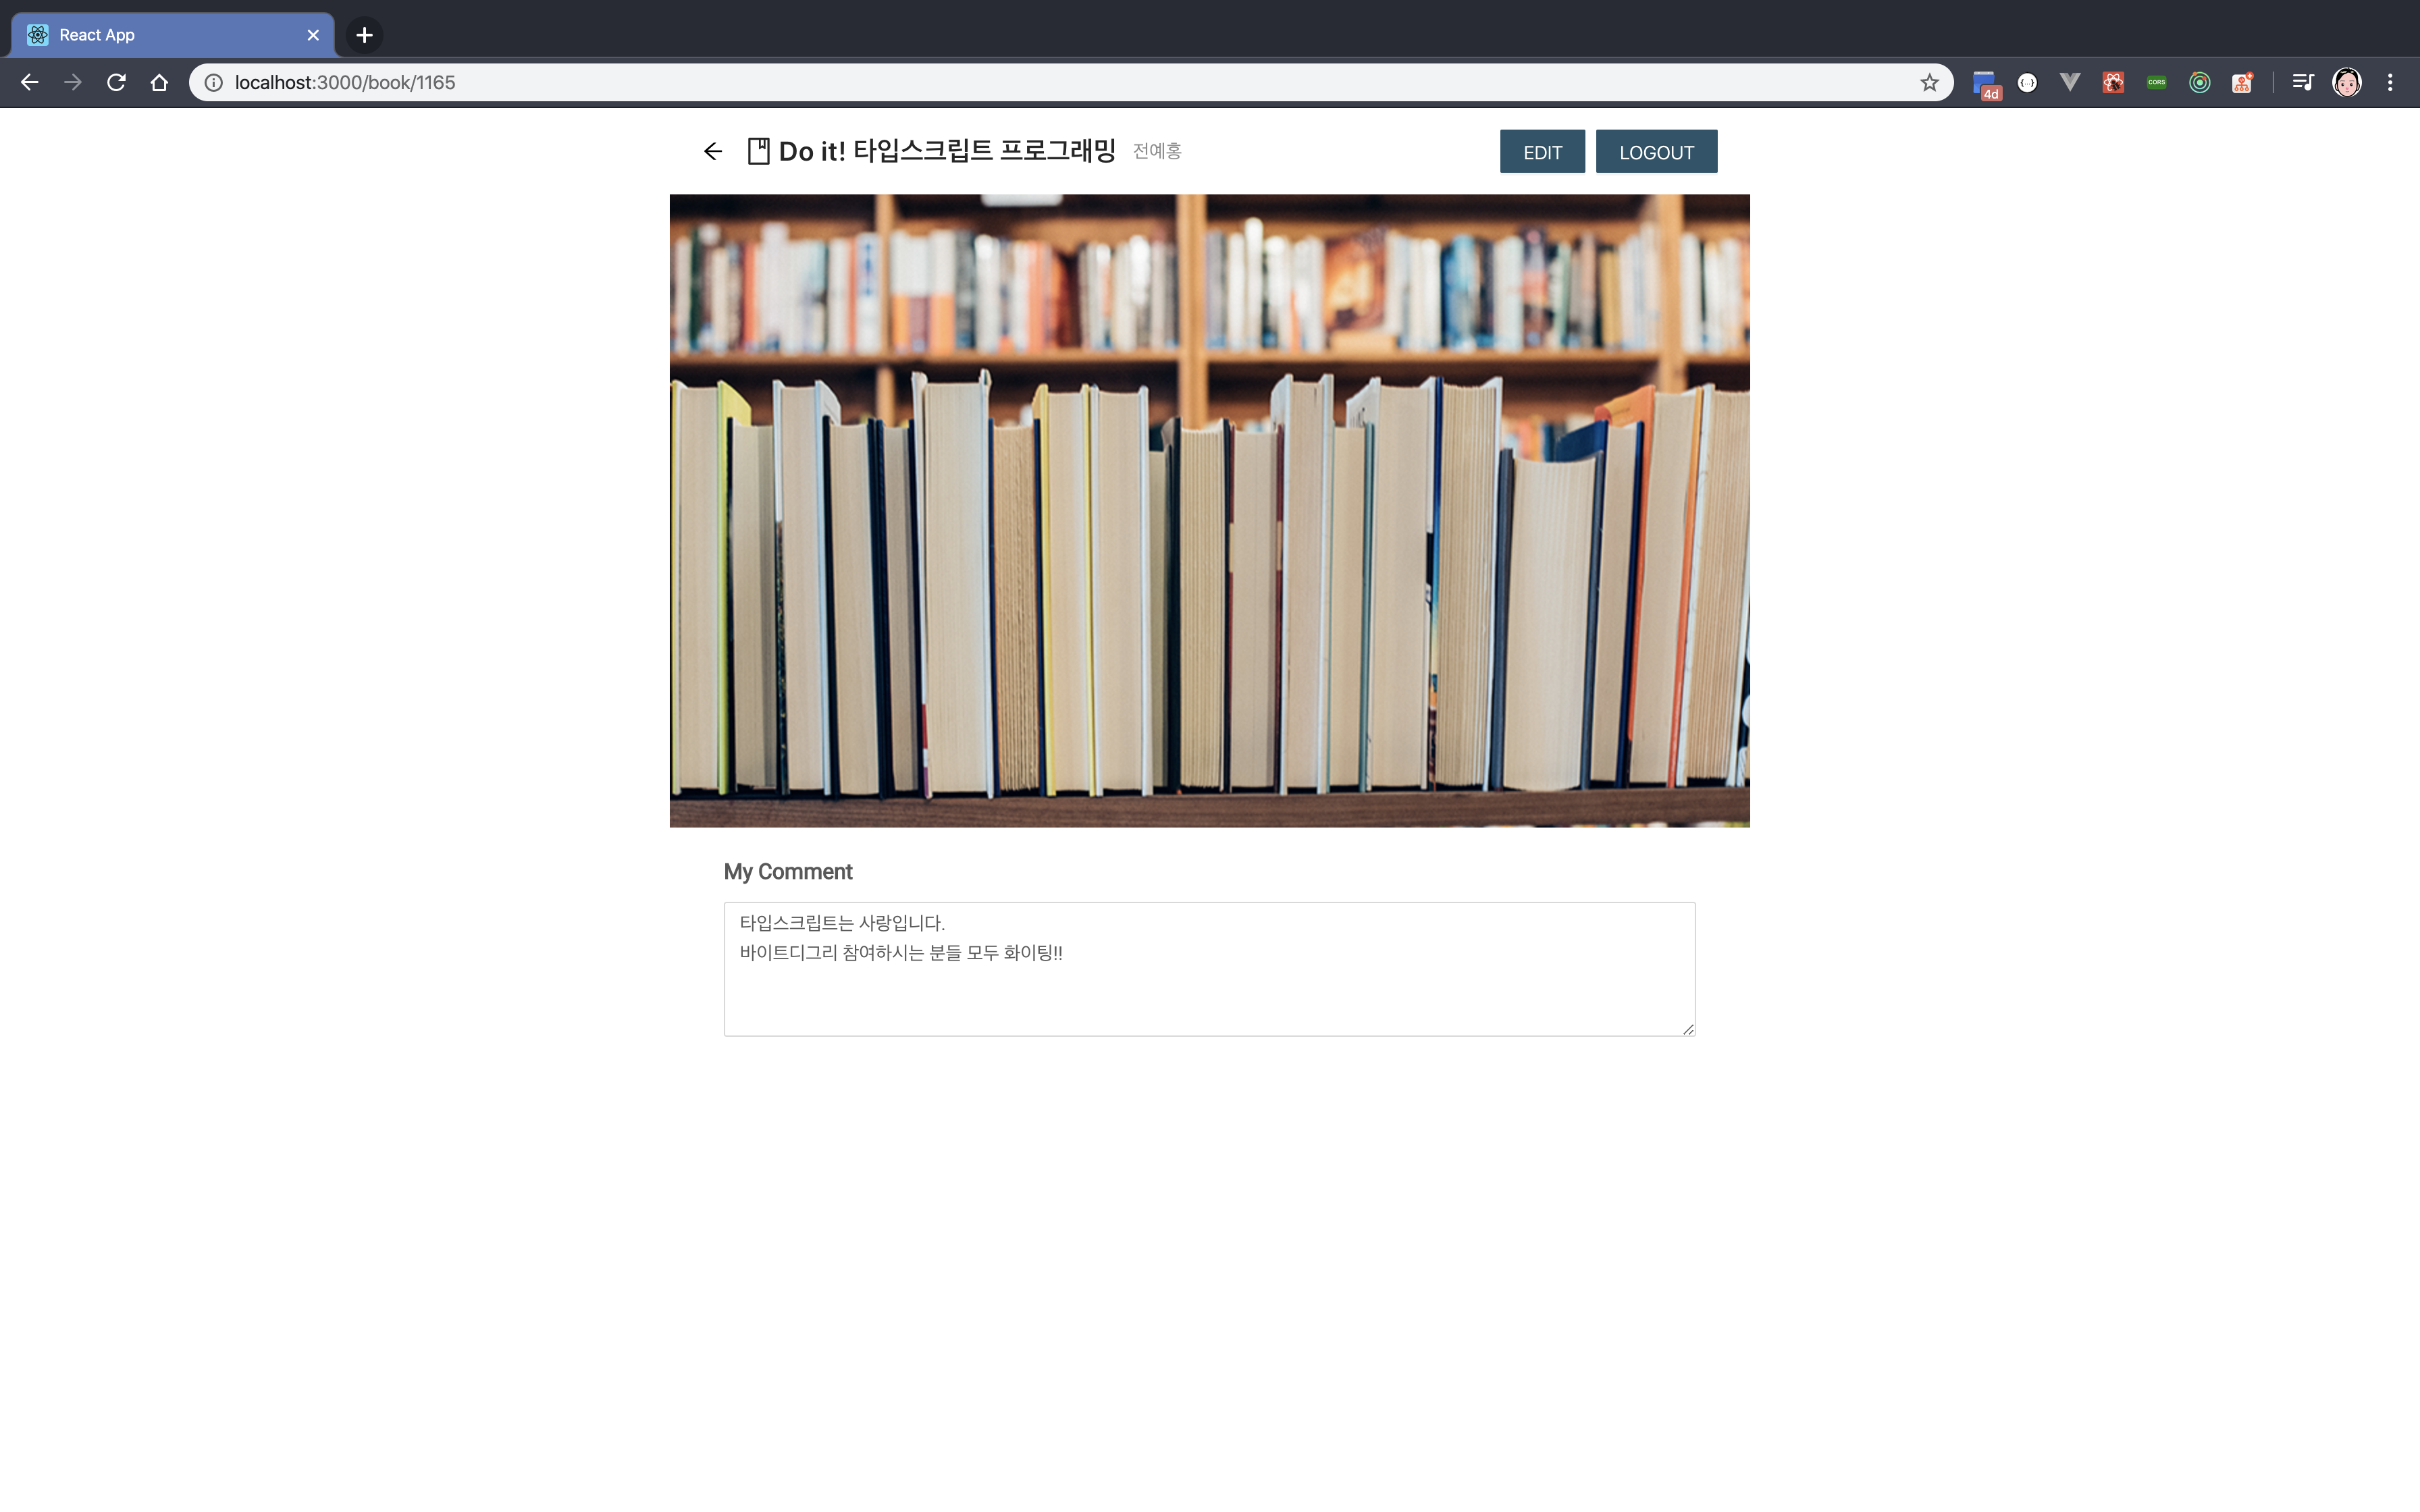 React App
localhost:3000/book/1165
4d
CORS
Do it! 타입스크립트 프로그래밍 전예홍
EDIT
LOGOUT
My Comment
타입스크립트는 사랑입니다.
바이트디그리 참여하시는 분들 모두 화이팅!!